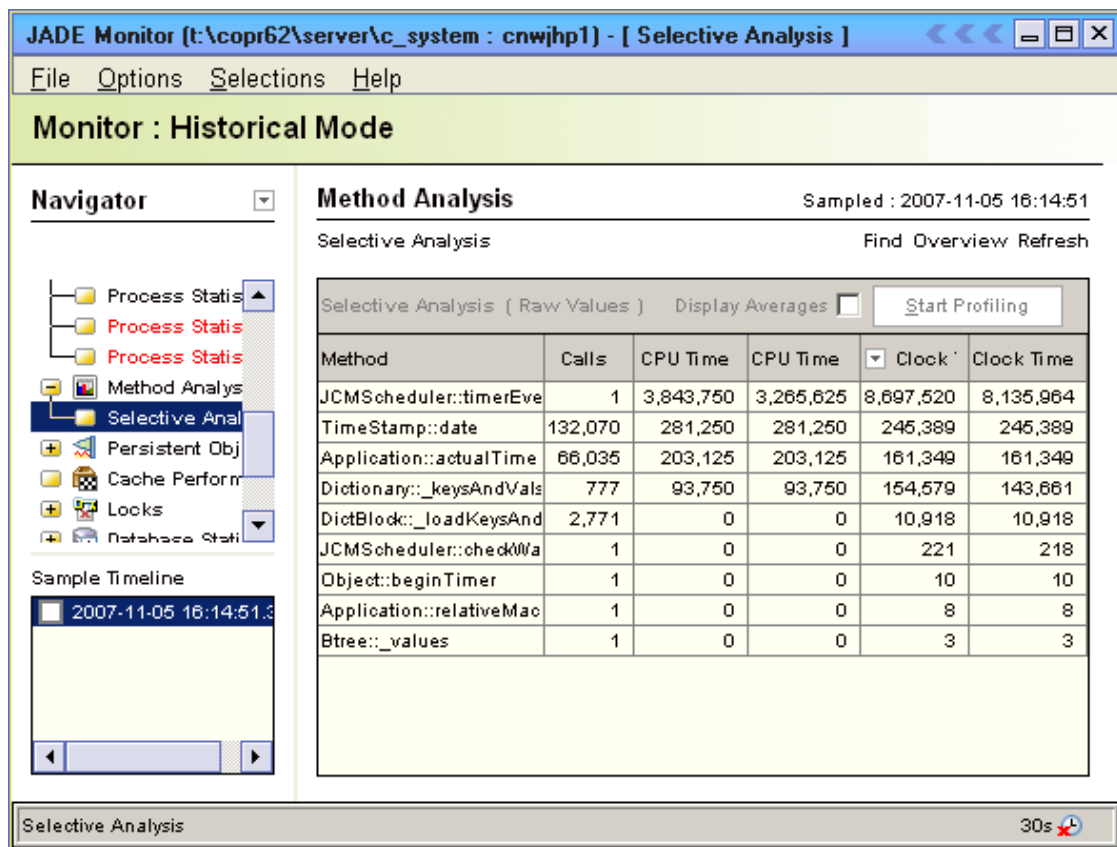 JADE Monitor (t:\copr62\server\c_system : cnwjhp1) - [ Selective Analysis ]
File Options Selections Help
Monitor : Historical Mode
Navigator
Process Statis
Process Statis
Process Statis
Method Analys
Selective Anal
Persistent Obj
Cache Perform
Locks
Database Stati
Sample Timeline
2007-11-05 16:14:51.3
Method Analysis Sampled : 2007-11-05 16:14:51
Selective Analysis Find Overview Refresh
Selective Analysis ( Raw Values ) Display Averages Start Profiling
Method Calls CPU Time CPU Time Clock Clock Time
JCMScheduler::timerEve 1 3,843,750 3,265,625 8,697,520 8,135,964
TimeStamp::date 132,070 281,250 281,250 245,389 245,389
Application::actualTime 66,035 203,125 203,125 161,349 161,349
Dictionary::_keysAndVals 777 93,750 93,750 154,579 143,661
DictBlock::_loadKeysAnd 2,771 0 0 10,918 10,918
JCMScheduler::checkWa 1 0 0 221 218
Object::beginTimer 1 0 0 10 10
Application::relativeMac 1 0 0 8 8
Btree::_values 1 0 0 3 3
Selective Analysis 30s